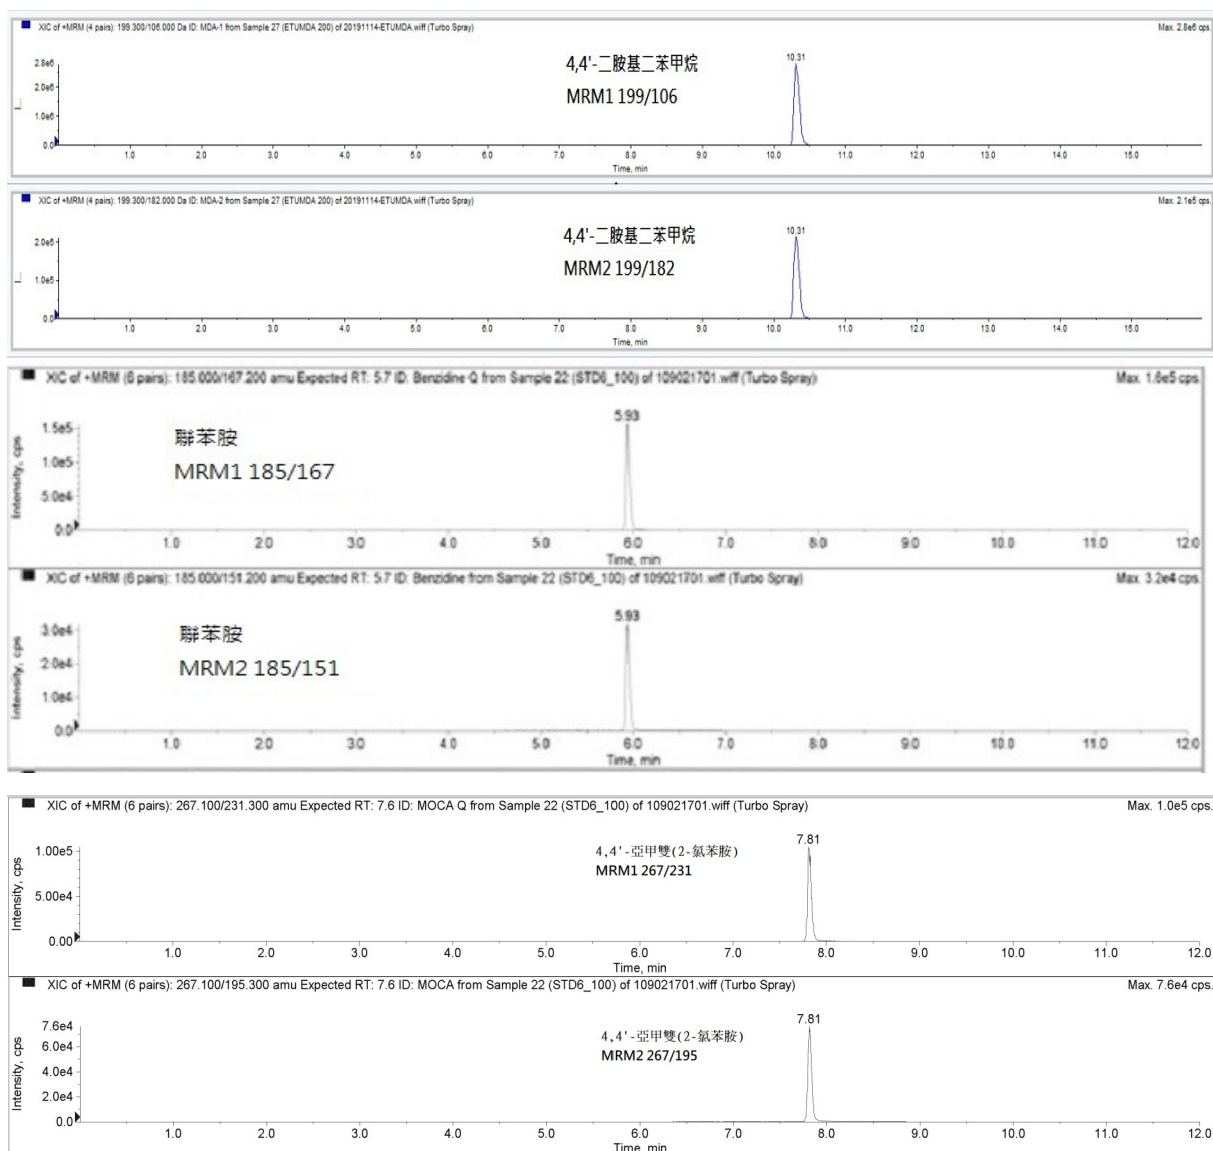 XIC of +MRM (4 pairs): 199.300/106.000 Da ID: MDA-1 from Sample 27 (ETUMDA 200) of 20191114-ETUMDA.wiff (Turbo Spray) Max. 2.8e6 cps.
4,4'-二胺基二苯甲烷
MRM1 199/106
10.31
2.8e6
2.0e6
1.0e6
0.0
I...
1.0 2.0 3.0 4.0 5.0 6.0 7.0 8.0 9.0 10.0 11.0 12.0 13.0 14.0 15.0
Time, min
XIC of +MRM (4 pairs): 199.300/182.000 Da ID: MDA-2 from Sample 27 (ETUMDA 200) of 20191114-ETUMDA.wiff (Turbo Spray) Max. 2.1e5 cps.
4,4'-二胺基二苯甲烷
MRM2 199/182
10.31
2.0e5
1.0e5
0.0
I...
1.0 2.0 3.0 4.0 5.0 6.0 7.0 8.0 9.0 10.0 11.0 12.0 13.0 14.0 15.0
Time, min
XIC of +MRM (6 pairs): 185.000/167.200 amu Expected RT: 5.7 ID: Benzidine Q from Sample 22 (STD6_100) of 109021701.wiff (Turbo Spray) Max. 1.6e5 cps.
5.93
聯苯胺
MRM1 185/167
Intensity, cps
1.5e5
1.0e5
5.0e4
0.0
1.0 2.0 3.0 4.0 5.0 6.0 7.0 8.0 9.0 10.0 11.0 12.0
Time, min
XIC of +MRM (6 pairs): 185.000/151.200 amu Expected RT: 5.7 ID: Benzidine from Sample 22 (STD6_100) of 109021701.wiff (Turbo Spray) Max. 3.2e4 cps.
5.93
聯苯胺
MRM2 185/151
Intensity, cps
3.0e4
2.0e4
1.0e4
0.0
1.0 2.0 3.0 4.0 5.0 6.0 7.0 8.0 9.0 10.0 11.0 12.0
Time, min
XIC of +MRM (6 pairs): 267.100/231.300 amu Expected RT: 7.6 ID: MOCA Q from Sample 22 (STD6_100) of 109021701.wiff (Turbo Spray) Max. 1.0e5 cps.
7.81
4,4'-亞甲雙(2-氯苯胺)
MRM1 267/231
Intensity, cps
1.00e5
5.00e4
0.00
1.0 2.0 3.0 4.0 5.0 6.0 7.0 8.0 9.0 10.0 11.0 12.0
Time, min
XIC of +MRM (6 pairs): 267.100/195.300 amu Expected RT: 7.6 ID: MOCA from Sample 22 (STD6_100) of 109021701.wiff (Turbo Spray) Max. 7.6e4 cps.
7.81
4,4'-亞甲雙(2-氯苯胺)
MRM2 267/195
Intensity, cps
7.6e4
6.0e4
4.0e4
2.0e4
0.0
1.0 2.0 3.0 4.0 5.0 6.0 7.0 8.0 9.0 10.0 11.0 12.0
Time, min